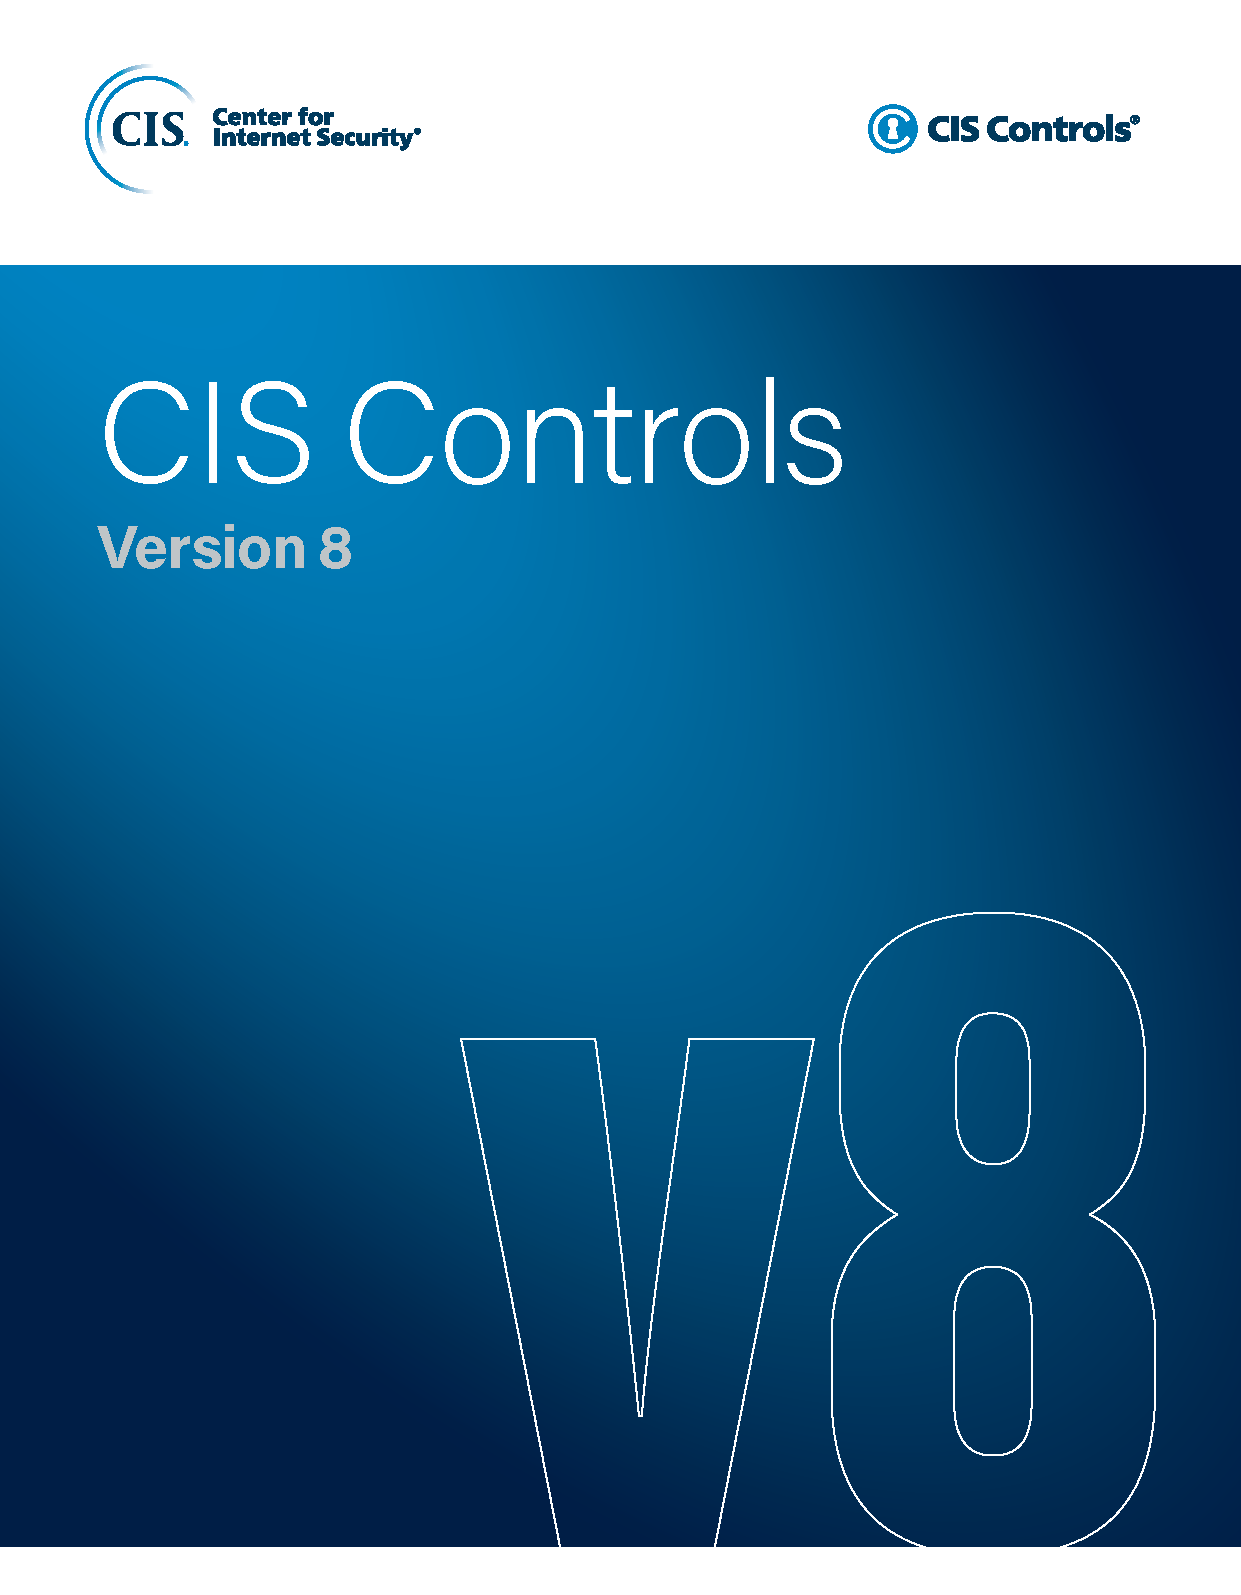 CIS.
Center for
Internet Security®
CIS Controls®
CIS Controls
Version 8
v8